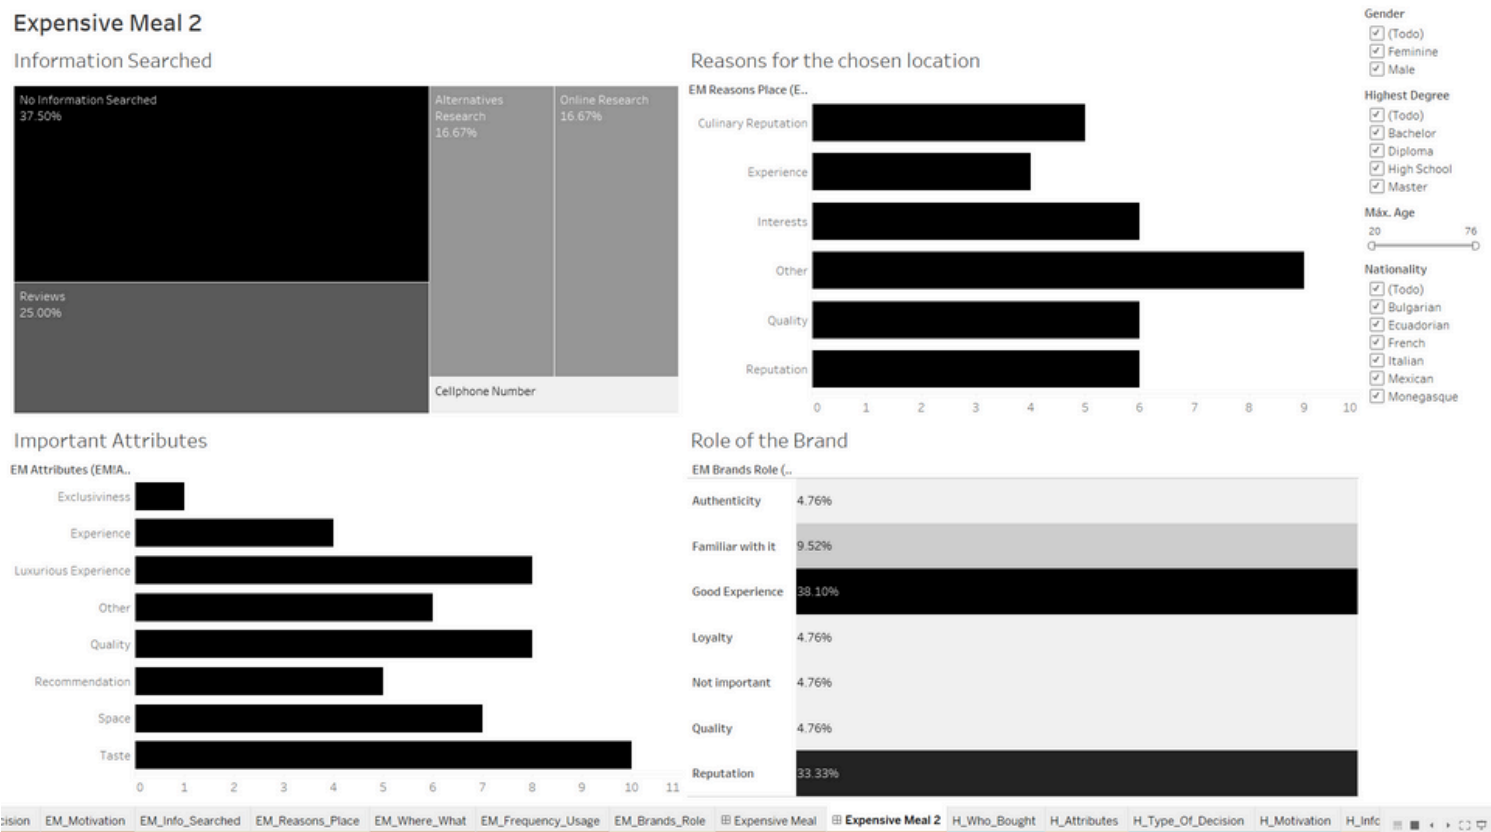 Expensive Meal 2
Information Searched
No Information Searched
37.50%
Alternatives
Research
16.67%
Online Research
16.67%
Reviews
25.00%
Cellphone Number
Reasons for the chosen location
EM Reasons Place (E..
Culinary Reputation
Experience
Interests
Other
Quality
Reputation
0 1 2 3 4 5 6 7 8 9 10
Gender
(Todo)
Feminine
Male
Highest Degree
(Todo)
Bachelor
Diploma
High School
Master
Máx. Age
20 76
Nationality
(Todo)
Bulgarian
Ecuadorian
French
Italian
Mexican
Monegasque
Important Attributes
EM Attributes (EM!A..
Exclusiviness
Experience
Luxurious Experience
Other
Quality
Recommendation
Space
Taste
0 1 2 3 4 5 6 7 8 9 10 11
Role of the Brand
EM Brands Role (..
Authenticity 4.76%
Familiar with it 9.52%
Good Experience 38.10%
Loyalty 4.76%
Not important 4.76%
Quality 4.76%
Reputation 33.33%
cision EM_Motivation EM_Info_Searched EM_Reasons_Place EM_Where_What EM_Frequency_Usage EM_Brands_Role Expensive Meal Expensive Meal 2 H_Who_Bought H_Attributes H_Type_Of_Decision H_Motivation H_Infc